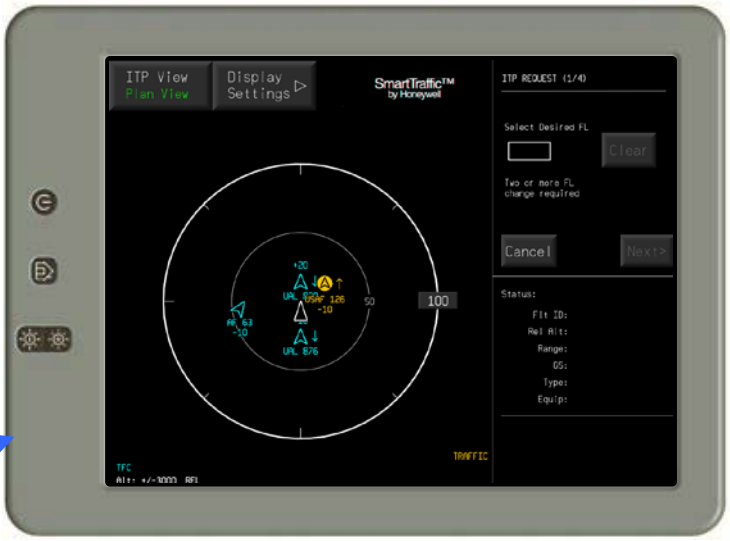 ITP View
Plan View
Display
Settings
SmartTraffic™
by Honeywell
ITP REQUEST (1/4)
Select Desired FL
Clear
Two or more FL
change required
Cancel
Next>
+20
UAL
USAF 126
-10
50
100
AF 63
-10
UAL 876
Status:
Flt ID:
Rel Alt:
Range:
GS:
Type:
Equip:
TRAFFIC
TFC
Alt: +/-3000 REL